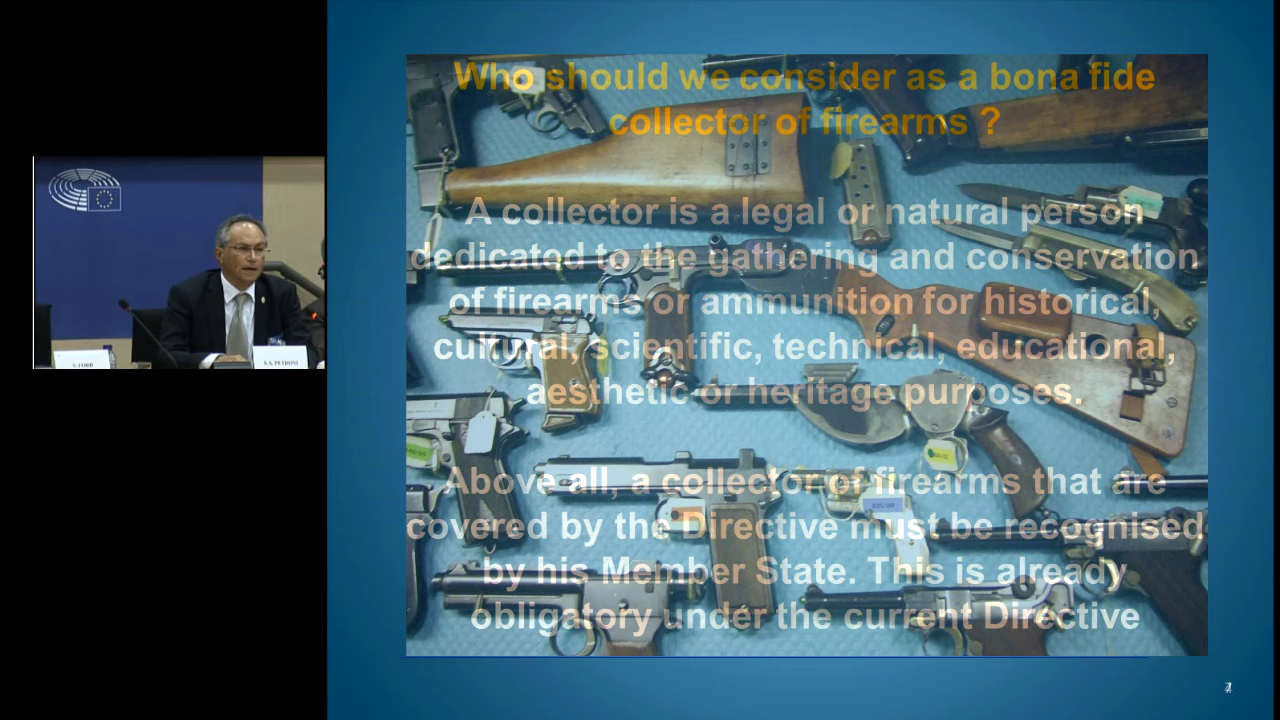 Who should we consider as a bona fide
collector of firearms ?
A collector is a legal or natural person
dedicated to the gathering and conservation
of firearms or ammunition for historical,
cultural, scientific, technical, educational,
aesthetic or heritage purposes.
Above all, a collector of firearms that are
covered by the Directive must be recognised
by his Member State. This is already
obligatory under the current Directive
V. FORD
S.A. PETRONI